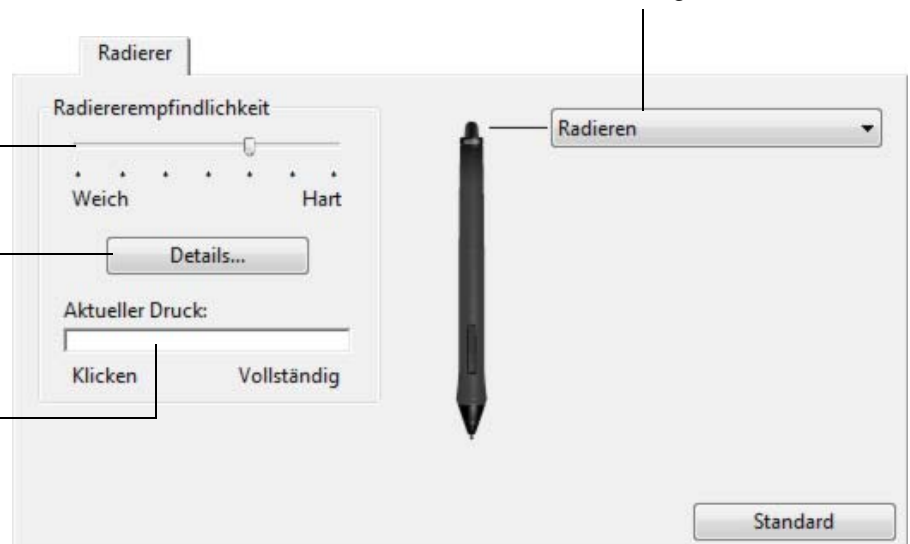 Radierer
Radiererempfindlichkeit
Radieren
Weich Hart
Details...
Aktueller Druck:
Klicken Vollständig
Standard